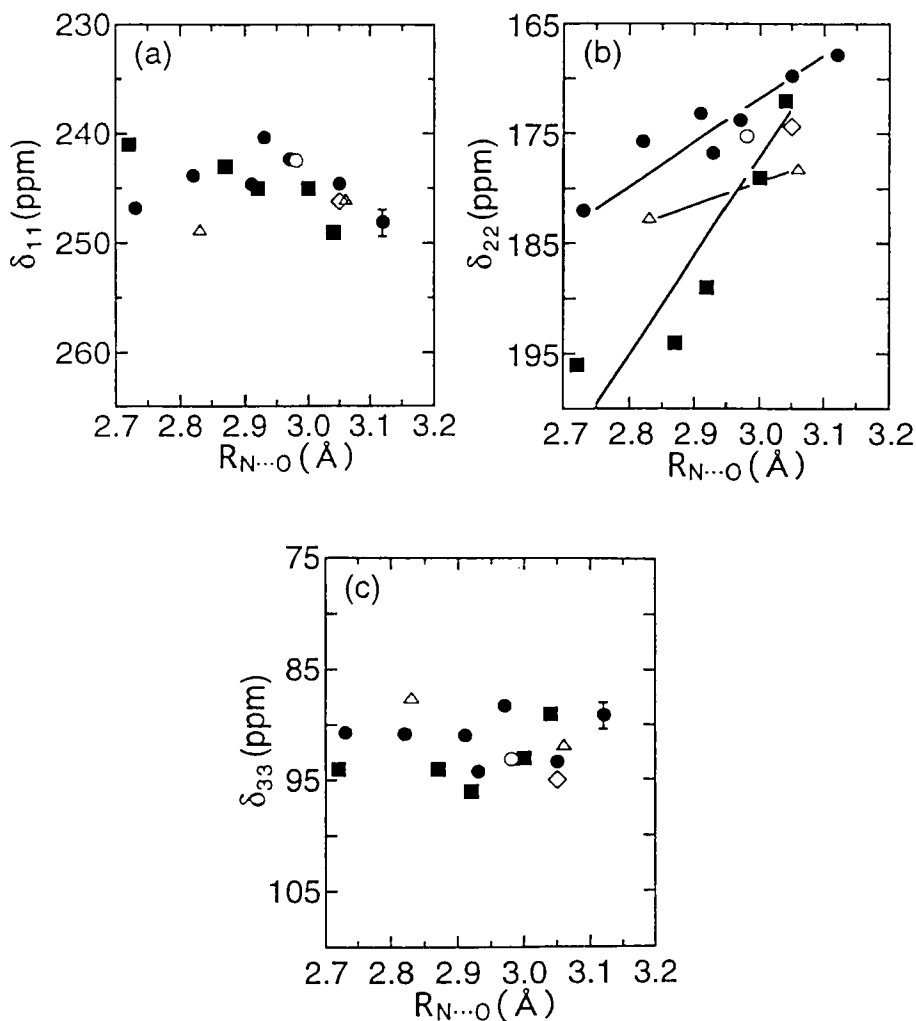 (a)
230
240
250
260
δ11(ppm)
2.7 2.8 2.9 3.0 3.1 3.2
RN···O(Å)
(b)
165
175
185
195
δ22(ppm)
2.7 2.8 2.9 3.0 3.1 3.2
RN···O(Å)
(c)
75
85
95
105
δ33(ppm)
2.7 2.8 2.9 3.0 3.1 3.2
RN···O(Å)